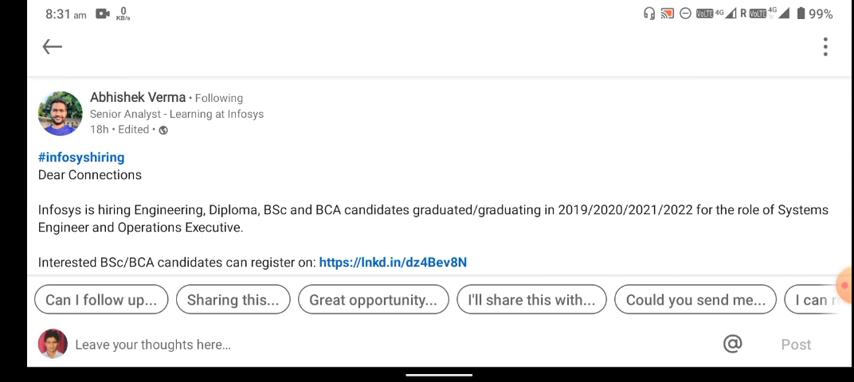 8:31 am 0 KB/s VoLTE 4G R VoLTE 4G 99%
Abhishek Verma • Following
Senior Analyst - Learning at Infosys
18h • Edited •
#infosyshiring
Dear Connections
Infosys is hiring Engineering, Diploma, BSc and BCA candidates graduated/graduating in 2019/2020/2021/2022 for the role of Systems
Engineer and Operations Executive.
Interested BSc/BCA candidates can register on: https://lnkd.in/dz4Bev8N
Can I follow up... Sharing this... Great opportunity... I'll share this with... Could you send me... I can
Leave your thoughts here... @ Post